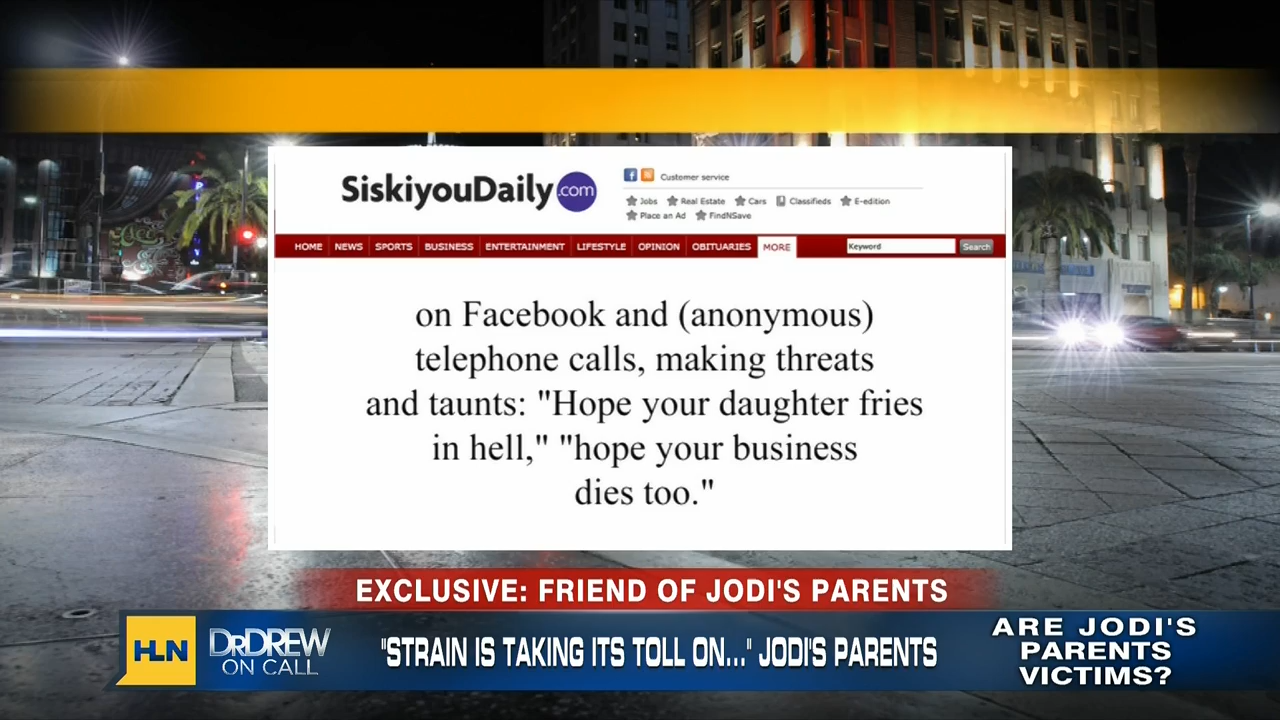 SiskiyouDaily.com
Customer service
Jobs Real Estate Cars Classifieds E-edition
Place an Ad FindNSave
HOME NEWS SPORTS BUSINESS ENTERTAINMENT LIFESTYLE OPINION OBITUARIES MORE Keyword Search
on Facebook and (anonymous)
telephone calls, making threats
and taunts: "Hope your daughter fries
in hell," "hope your business
dies too."
EXCLUSIVE: FRIEND OF JODI'S PARENTS
HLN
DR DREW
ON CALL
"STRAIN IS TAKING ITS TOLL ON..." JODI'S PARENTS
ARE JODI'S
PARENTS
VICTIMS?